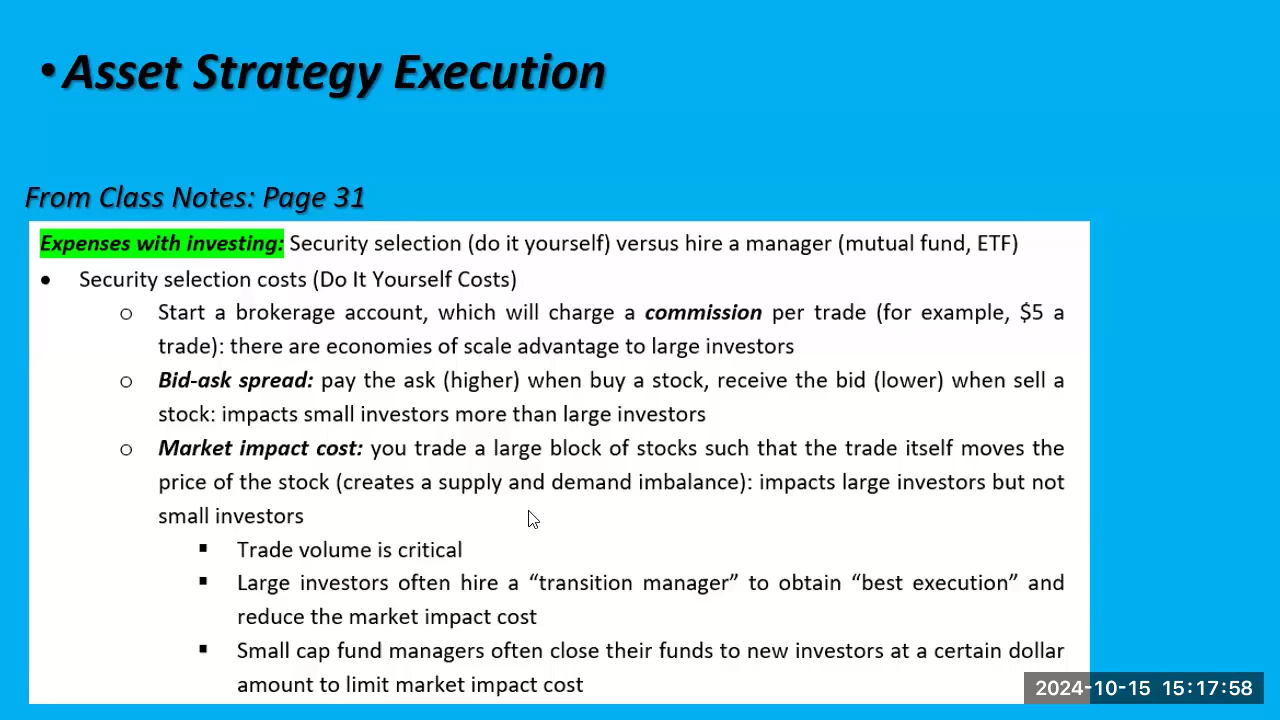 •Asset Strategy Execution
From Class Notes: Page 31
Expenses with investing: Security selection (do it yourself) versus hire a manager (mutual fund, ETF)
• Security selection costs (Do It Yourself Costs)
o Start a brokerage account, which will charge a commission per trade (for example, $5 a
trade): there are economies of scale advantage to large investors
o Bid-ask spread: pay the ask (higher) when buy a stock, receive the bid (lower) when sell a
stock: impacts small investors more than large investors
o Market impact cost: you trade a large block of stocks such that the trade itself moves the
price of the stock (creates a supply and demand imbalance): impacts large investors but not
small investors
▪ Trade volume is critical
▪ Large investors often hire a “transition manager” to obtain “best execution” and
reduce the market impact cost
▪ Small cap fund managers often close their funds to new investors at a certain dollar
amount to limit market impact cost
2024-10-15 15:17:58